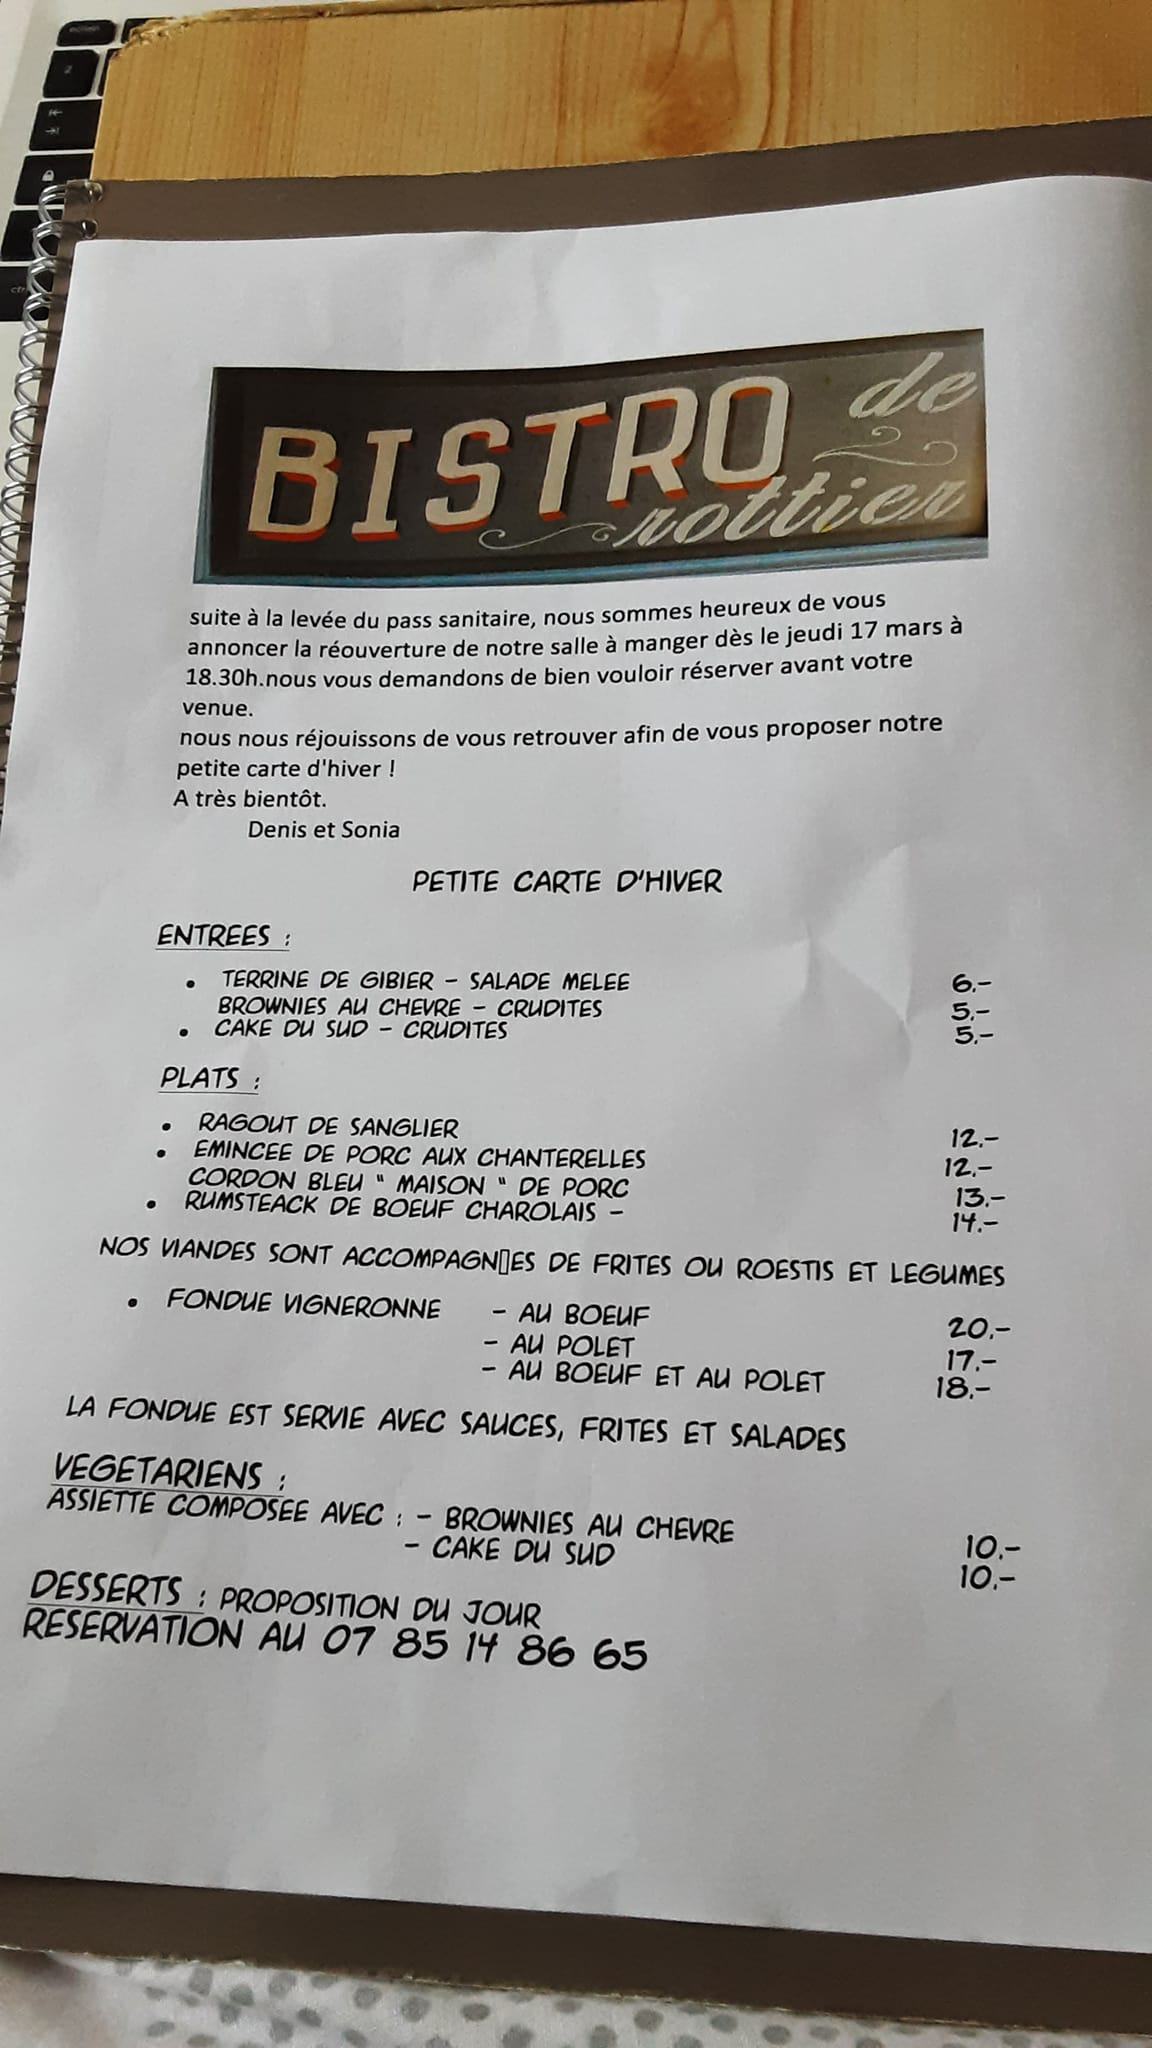 BISTRO de
rottier
suite à la levée du pass sanitaire, nous sommes heureux de vous
annoncer la réouverture de notre salle à manger dès le jeudi 17 mars à
18.30h.nous vous demandons de bien vouloir réserver avant votre
venue.
nous nous réjouissons de vous retrouver afin de vous proposer notre
petite carte d'hiver !
A très bientôt.
Denis et Sonia
PETITE CARTE D'HIVER
ENTREES :
• TERRINE DE GIBIER – SALADE MELEE 6.-
BROWNIES AU CHEVRE – CRUDITES 5.-
• CAKE DU SUD – CRUDITES 5.-
PLATS :
• RAGOUT DE SANGLIER 12.-
• EMINCEE DE PORC AUX CHANTERELLES 12.-
CORDON BLEU " MAISON " DE PORC 13.-
• RUMSTEACK DE BOEUF CHAROLAIS – 14.-
NOS VIANDES SONT ACCOMPAGN▯ES DE FRITES OU ROESTIS ET LEGUMES
• FONDUE VIGNERONNE – AU BOEUF 20.-
– AU POLET 17.-
– AU BOEUF ET AU POLET 18.-
LA FONDUE EST SERVIE AVEC SAUCES, FRITES ET SALADES
VEGETARIENS :
ASSIETTE COMPOSEE AVEC : – BROWNIES AU CHEVRE 10.-
– CAKE DU SUD 10.-
DESSERTS : PROPOSITION DU JOUR
RESERVATION AU 07 85 14 86 65